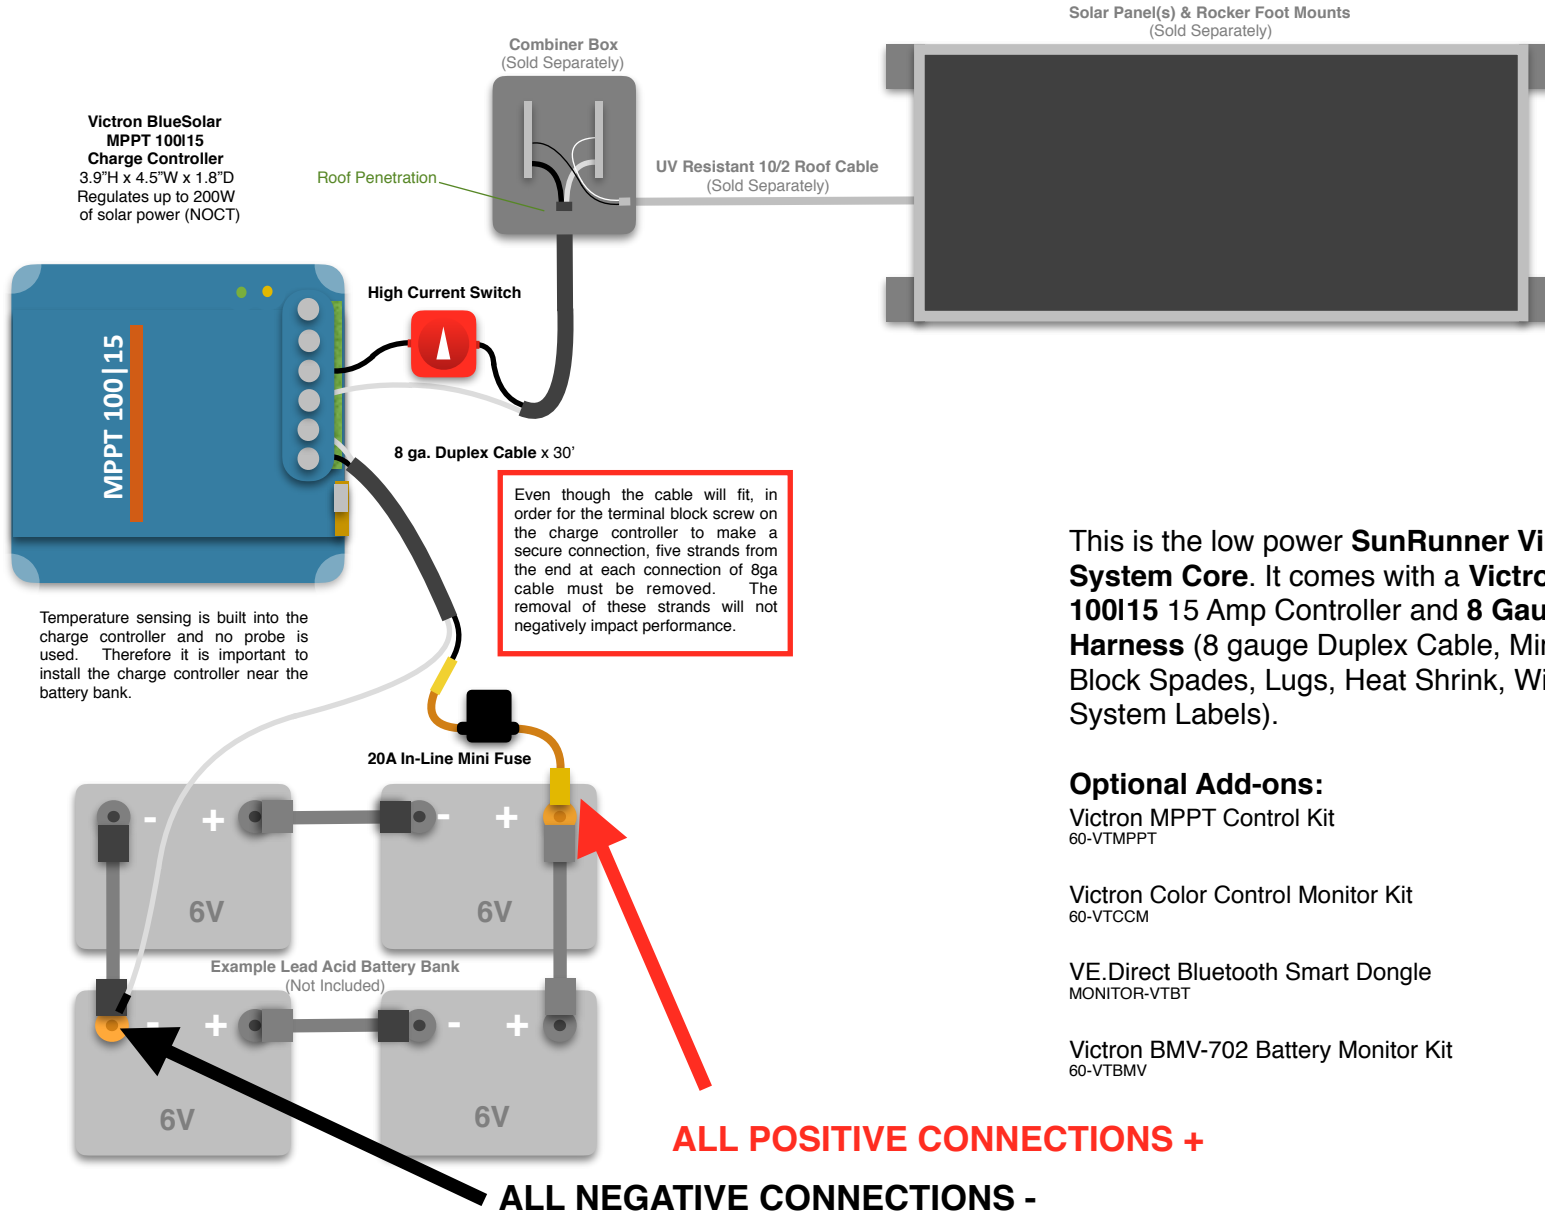 Solar Panel(s) & Rocker Foot Mounts
(Sold Separately)
Combiner Box
(Sold Separately)
Victron BlueSolar
MPPT 100|15
Charge Controller
3.9”H x 4.5”W x 1.8”D
Regulates up to 200W
of solar power (NOCT)
Roof Penetration
UV Resistant 10/2 Roof Cable
(Sold Separately)
High Current Switch
MPPT 100|15
8 ga. Duplex Cable x 30’
Even though the cable will fit, in
order for the terminal block screw on
the charge controller to make a
secure connection, five strands from
the end at each connection of 8ga
cable must be removed. The
removal of these strands will not
negatively impact performance.
Temperature sensing is built into the
charge controller and no probe is
used. Therefore it is important to
install the charge controller near the
battery bank.
20A In-Line Mini Fuse
- + - +
6V 6V
Example Lead Acid Battery Bank
(Not Included)
- + - +
6V 6V
ALL POSITIVE CONNECTIONS +
ALL NEGATIVE CONNECTIONS -
This is the low power SunRunner Vi
System Core. It comes with a Victro
100|15 15 Amp Controller and 8 Gau
Harness (8 gauge Duplex Cable, Min
Block Spades, Lugs, Heat Shrink, Wi
System Labels).
Optional Add-ons:
Victron MPPT Control Kit
60-VTMPPT
Victron Color Control Monitor Kit
60-VTCCM
VE.Direct Bluetooth Smart Dongle
MONITOR-VTBT
Victron BMV-702 Battery Monitor Kit
60-VTBMV